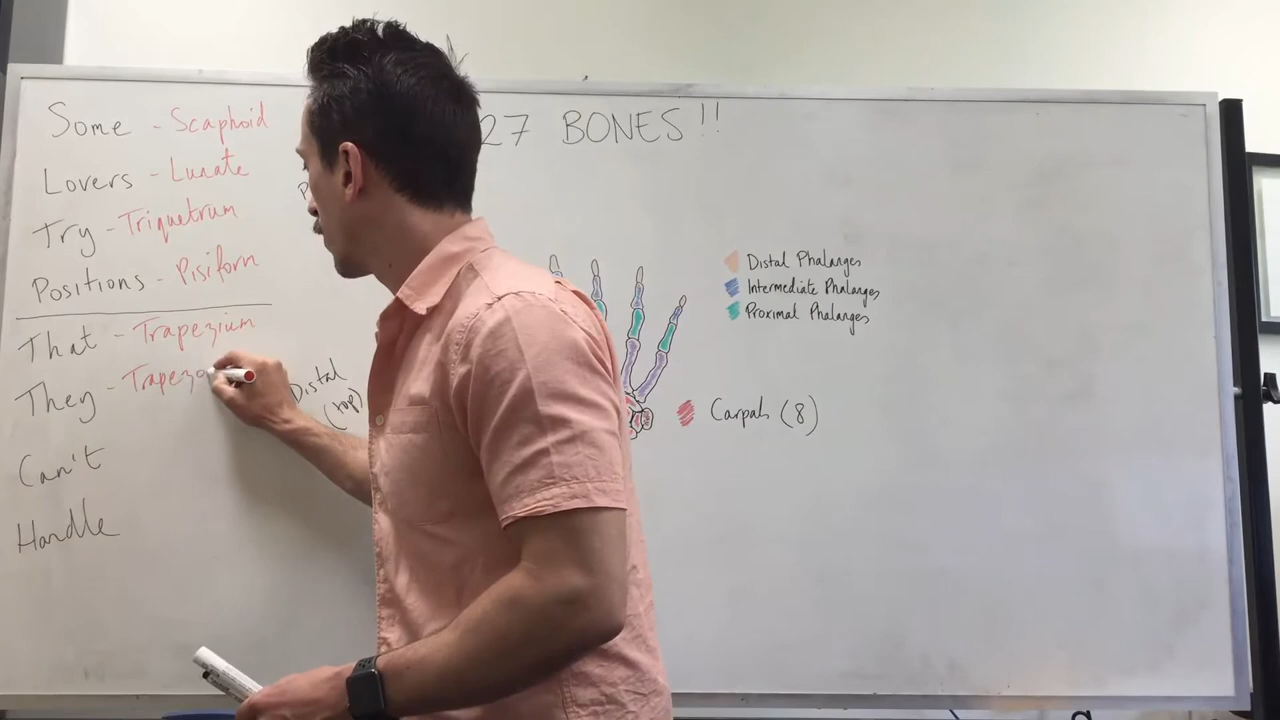 Some - Scaphoid
Lovers - Lunate
Try - Triquetrum
Positions - Pisiform
That - Trapezium
They - Trapezo
Can't
Handle
27 BONES!!
Distal
(top)
Distal Phalanges
Intermediate Phalanges
Proximal Phalanges
Carpals (8)